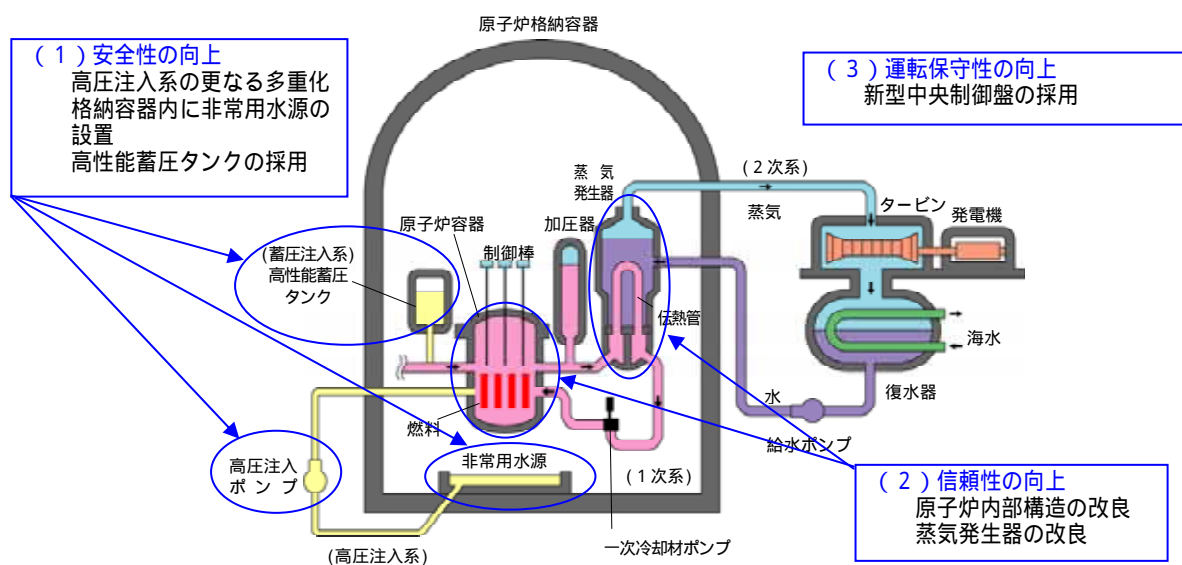 原子炉格納容器
(1)安全性の向上
高圧注入系の更なる多重化
格納容器内に非常用水源の
設置
高性能蓄圧タンクの採用
(3)運転保守性の向上
新型中央制御盤の採用
蒸気
発生器
(2次系)
蒸気
タービン
発電機
原子炉容器
加圧器
制御棒
(蓄圧注入系)
高性能蓄圧
タンク
伝熱管
海水
復水器
水
燃料
給水ポンプ
高圧注入
ポンプ
非常用水源
(1次系)
(2)信頼性の向上
原子炉内部構造の改良
蒸気発生器の改良
一次冷却材ポンプ
(高圧注入系)